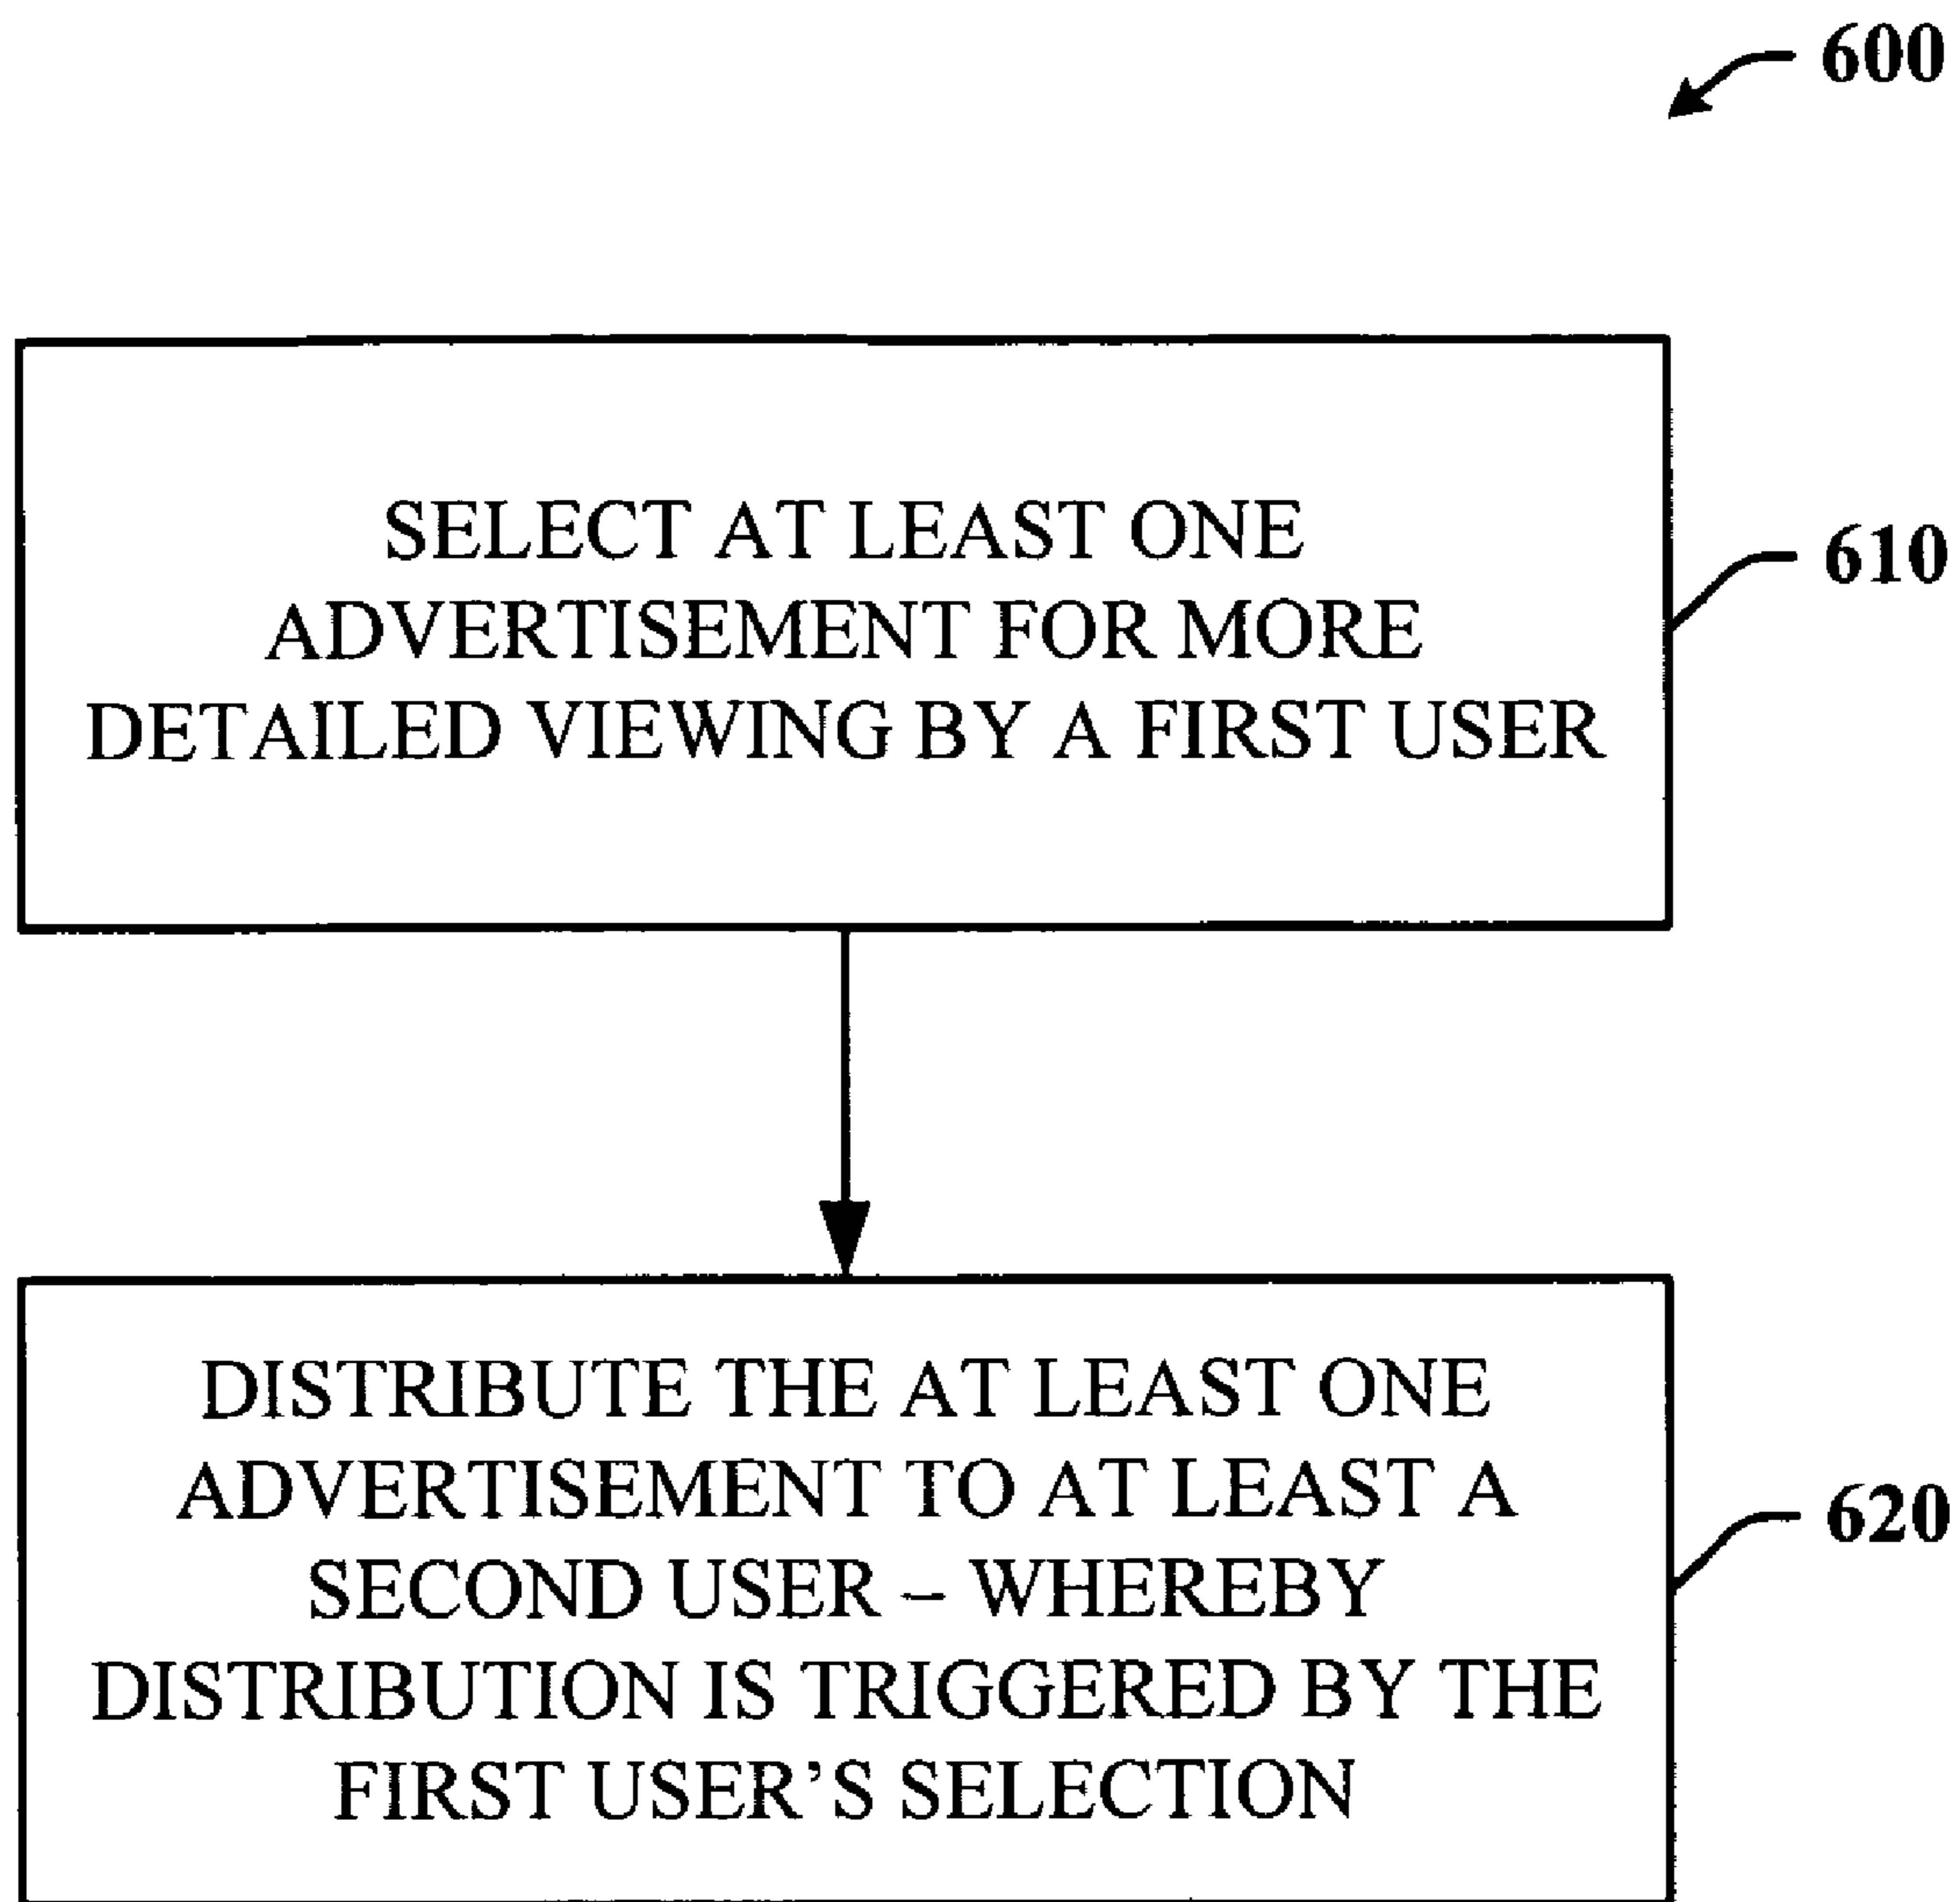 600
SELECT AT LEAST ONE
ADVERTISEMENT FOR MORE
DETAILED VIEWING BY A FIRST USER
610
DISTRIBUTE THE AT LEAST ONE
ADVERTISEMENT TO AT LEAST A
SECOND USER – WHEREBY
DISTRIBUTION IS TRIGGERED BY THE
FIRST USER'S SELECTION
620